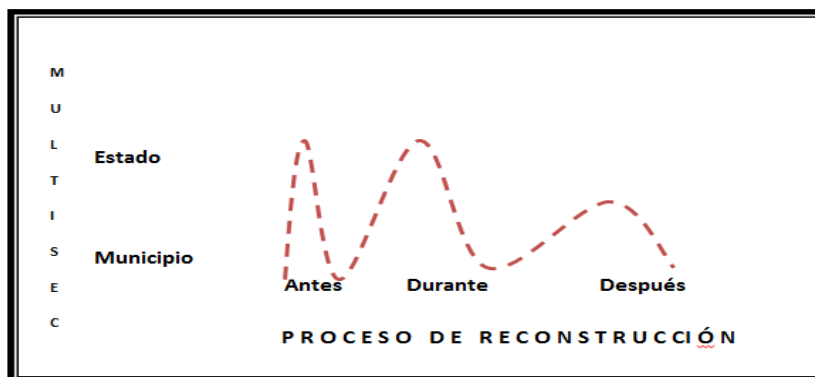 M
U
L
T
I
S
E
C
Estado
Municipio
Antes Durante Después
PROCESO DE RECONSTRUCCIÓN